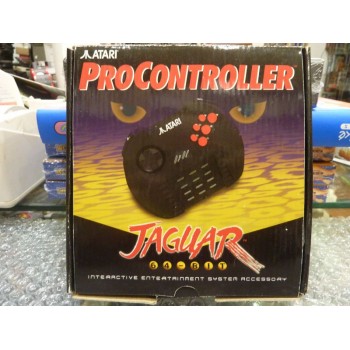 ATARI
PROCONTROLLER
ATARI
JAGUAR
64-BIT
INTERACTIVE ENTERTAINMENT SYSTEM ACCESSORY